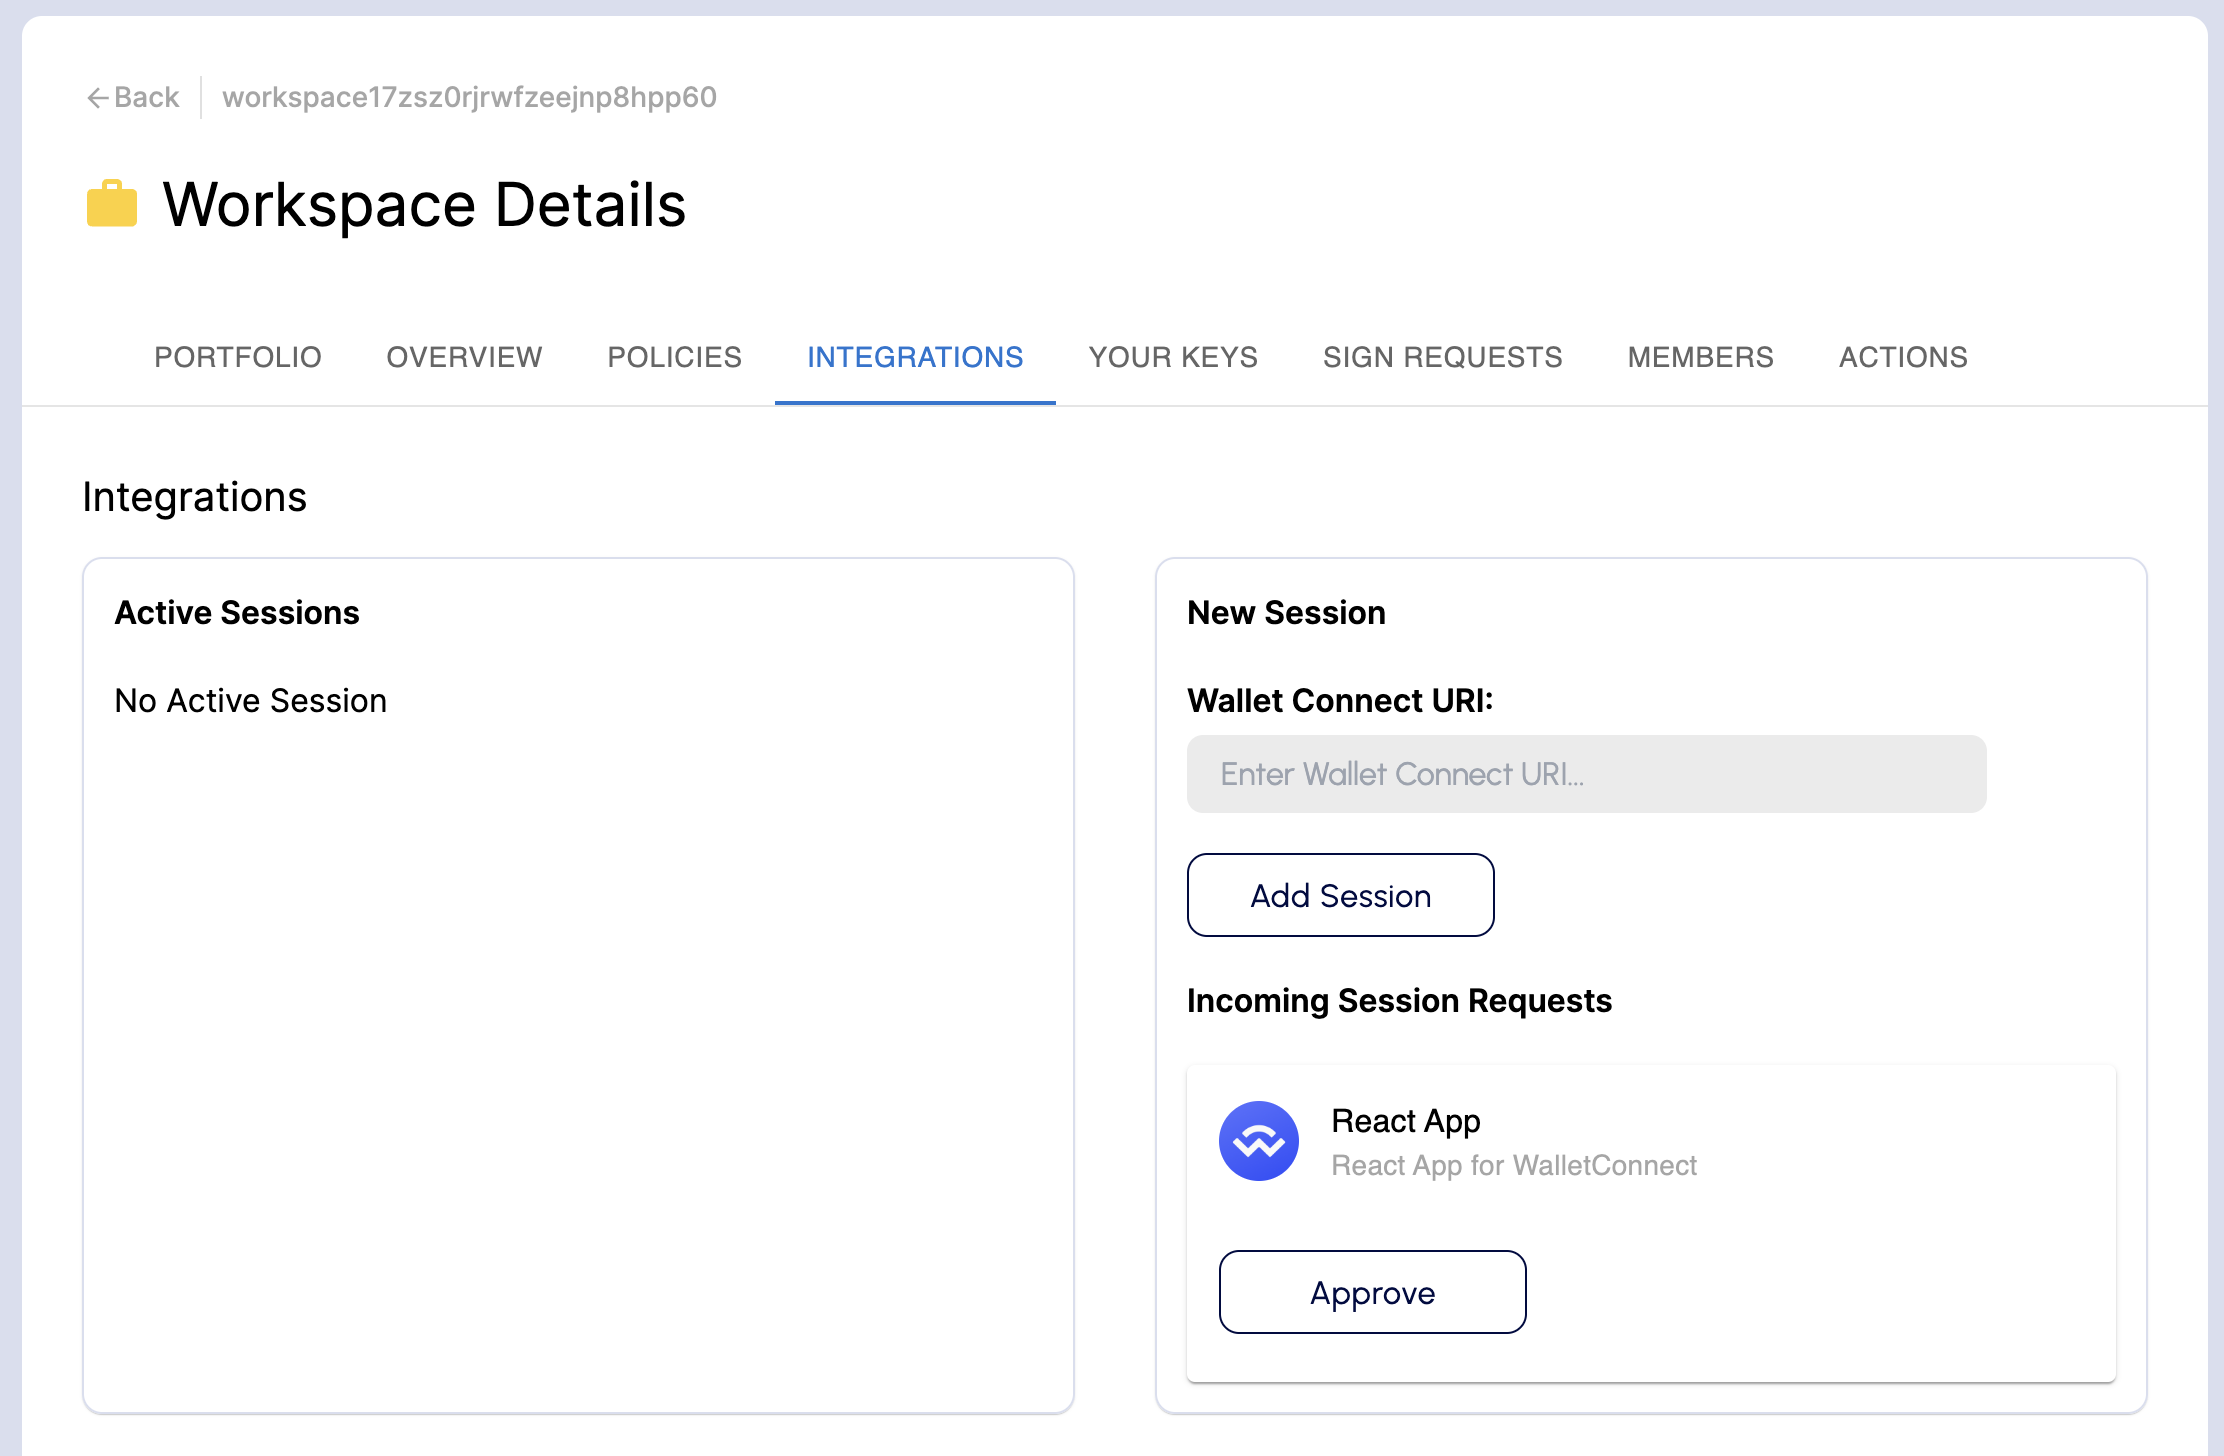 Back
workspace17zsz0rjrwfzeejnp8hpp60
Workspace Details
PORTFOLIO OVERVIEW POLICIES INTEGRATIONS YOUR KEYS SIGN REQUESTS MEMBERS ACTIONS
Integrations
Active Sessions
No Active Session
New Session
Wallet Connect URI:
Enter Wallet Connect URI...
Add Session
Incoming Session Requests
React App
React App for WalletConnect
Approve